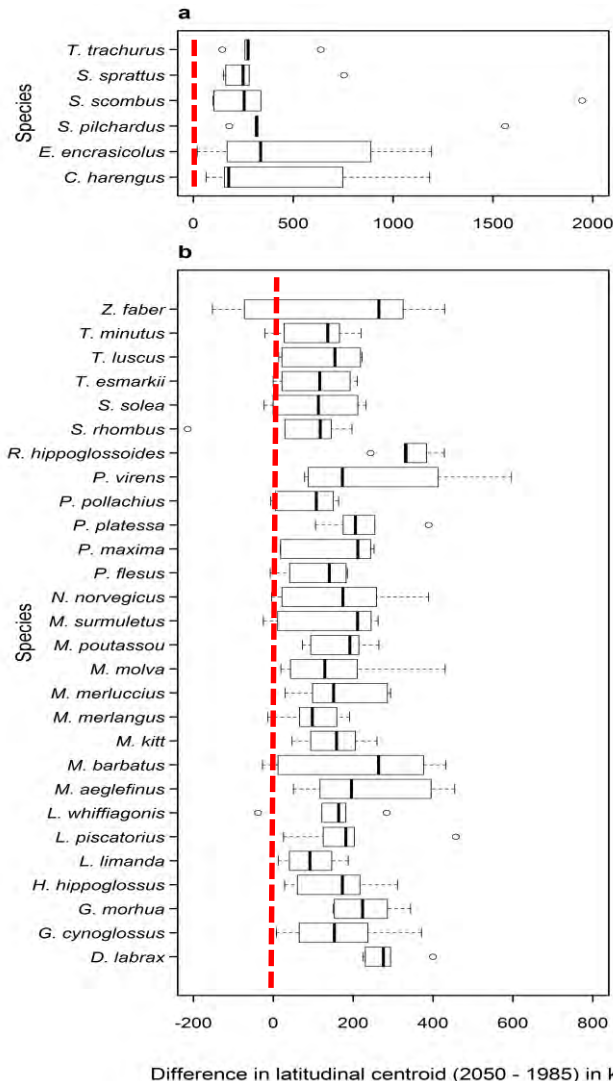 a
Species
T. trachurus
S. sprattus
S. scombus
S. pilchardus
E. encrasicolus
C. harengus
0 500 1000 1500 2000
b
Species
Z. faber
T. minutus
T. luscus
T. esmarkii
S. solea
S. rhombus
R. hippoglossoides
P. virens
P. pollachius
P. platessa
P. maxima
P. flesus
N. norvegicus
M. surmuletus
M. poutassou
M. molva
M. merluccius
M. merlangus
M. kitt
M. barbatus
M. aeglefinus
L. whiffiagonis
L. piscatorius
L. limanda
H. hippoglossus
G. morhua
G. cynoglossus
D. labrax
-200 0 200 400 600 800
Difference in latitudinal centroid (2050 - 1985) in